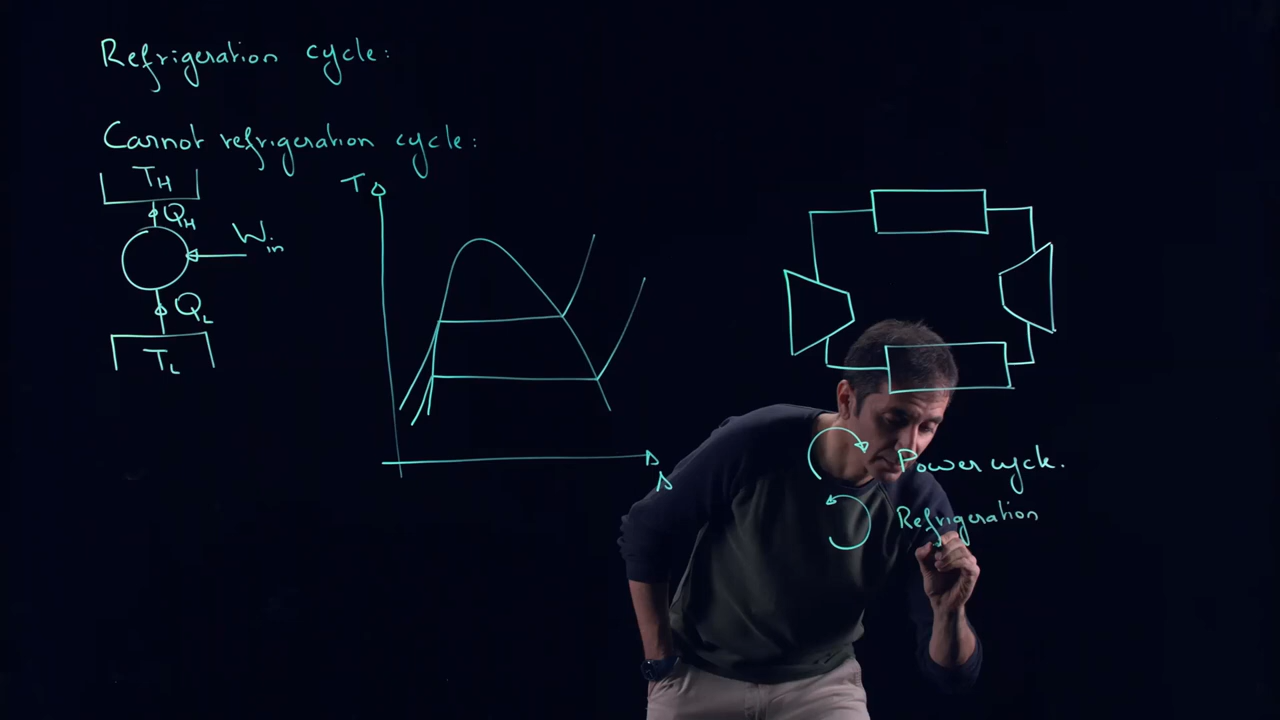 Refrigeration cycle:
Carnot refrigeration cycle:
T_H
Q_H
W_in
Q_L
T_L
T
s
Power cycle.
Refrigeration